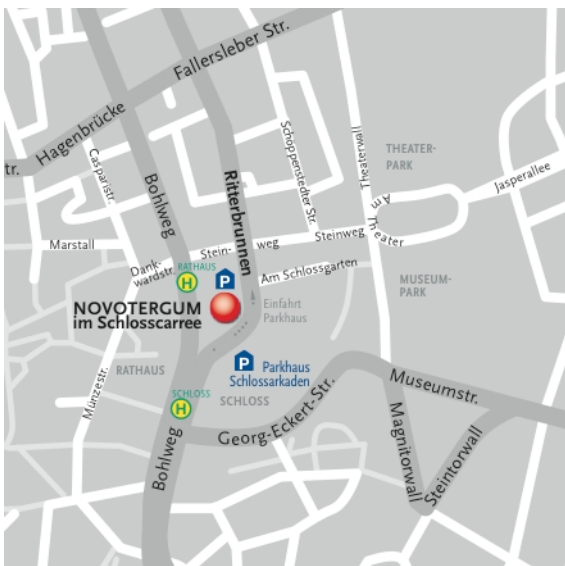 Fallersleber Str.
Hagenbrücke
tr.
Casparistr.
Bohlweg
Ritterbrunnen
Schoppenstedter Str.
Theaterwall
THEATER-
PARK
Jasperallee
Am Theater
Marstall
Stein-
weg
Steinweg
Dank-
wardstr.
RATHAUS
H
P
Am Schlossgarten
MUSEUM-
PARK
NOVOTERGUM
im Schlosscarree
Einfahrt
Parkhaus
P
Parkhaus
Schlossarkaden
RATHAUS
Münzestr.
SCHLOSS
H
SCHLOSS
Georg-Eckert-Str.
Museumstr.
Magnitorwall
Steintorwall
Bohlweg